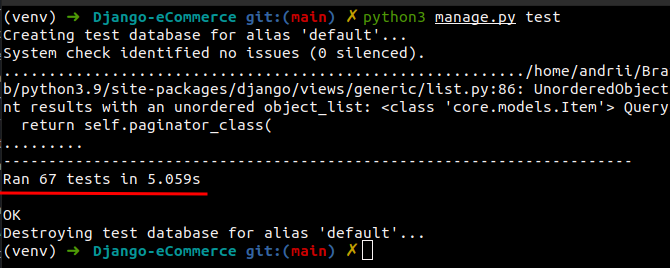 (venv) ➜ Django-eCommerce git:(main) ✗ python3 manage.py test
Creating test database for alias 'default'...
System check identified no issues (0 silenced).
........................................................../home/andrii/Bra
b/python3.9/site-packages/django/views/generic/list.py:86: UnorderedObject
nt results with an unordered object_list: <class 'core.models.Item'> Query
return self.paginator_class(
.........
----------------------------------------------------------------------
Ran 67 tests in 5.059s
OK
Destroying test database for alias 'default'...
(venv) ➜ Django-eCommerce git:(main) ✗